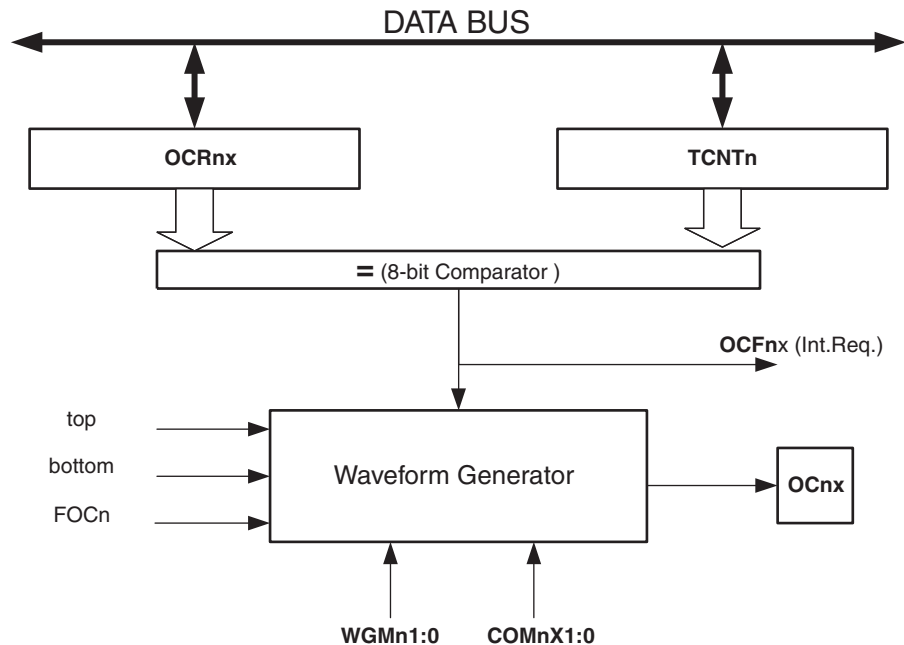 DATA BUS
OCRnx
TCNTn
= (8-bit Comparator )
OCFnx (Int.Req.)
top
bottom
FOCn
Waveform Generator
OCnx
WGMn1:0
COMnX1:0